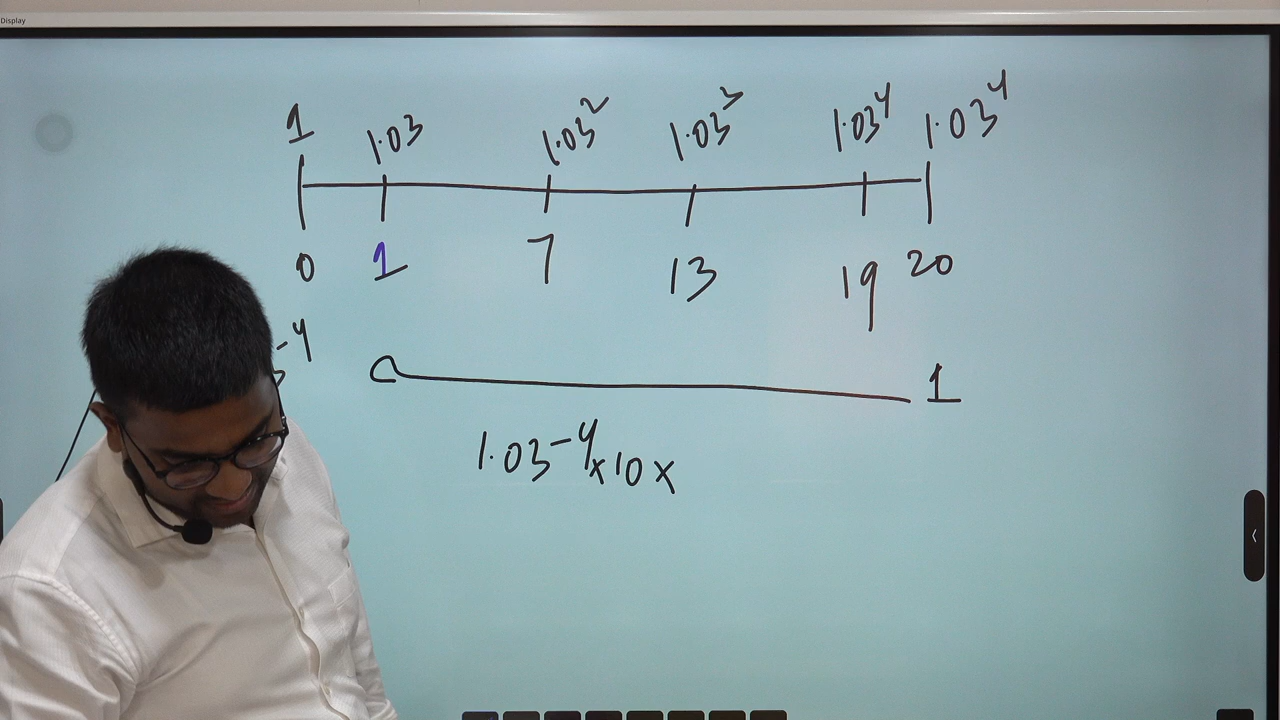 Display
1 1.03 1.03² 1.03³ 1.03⁴ 1.03⁴
0 1 7 13 19 20
-4
1
1.03⁻⁴ x 10 x